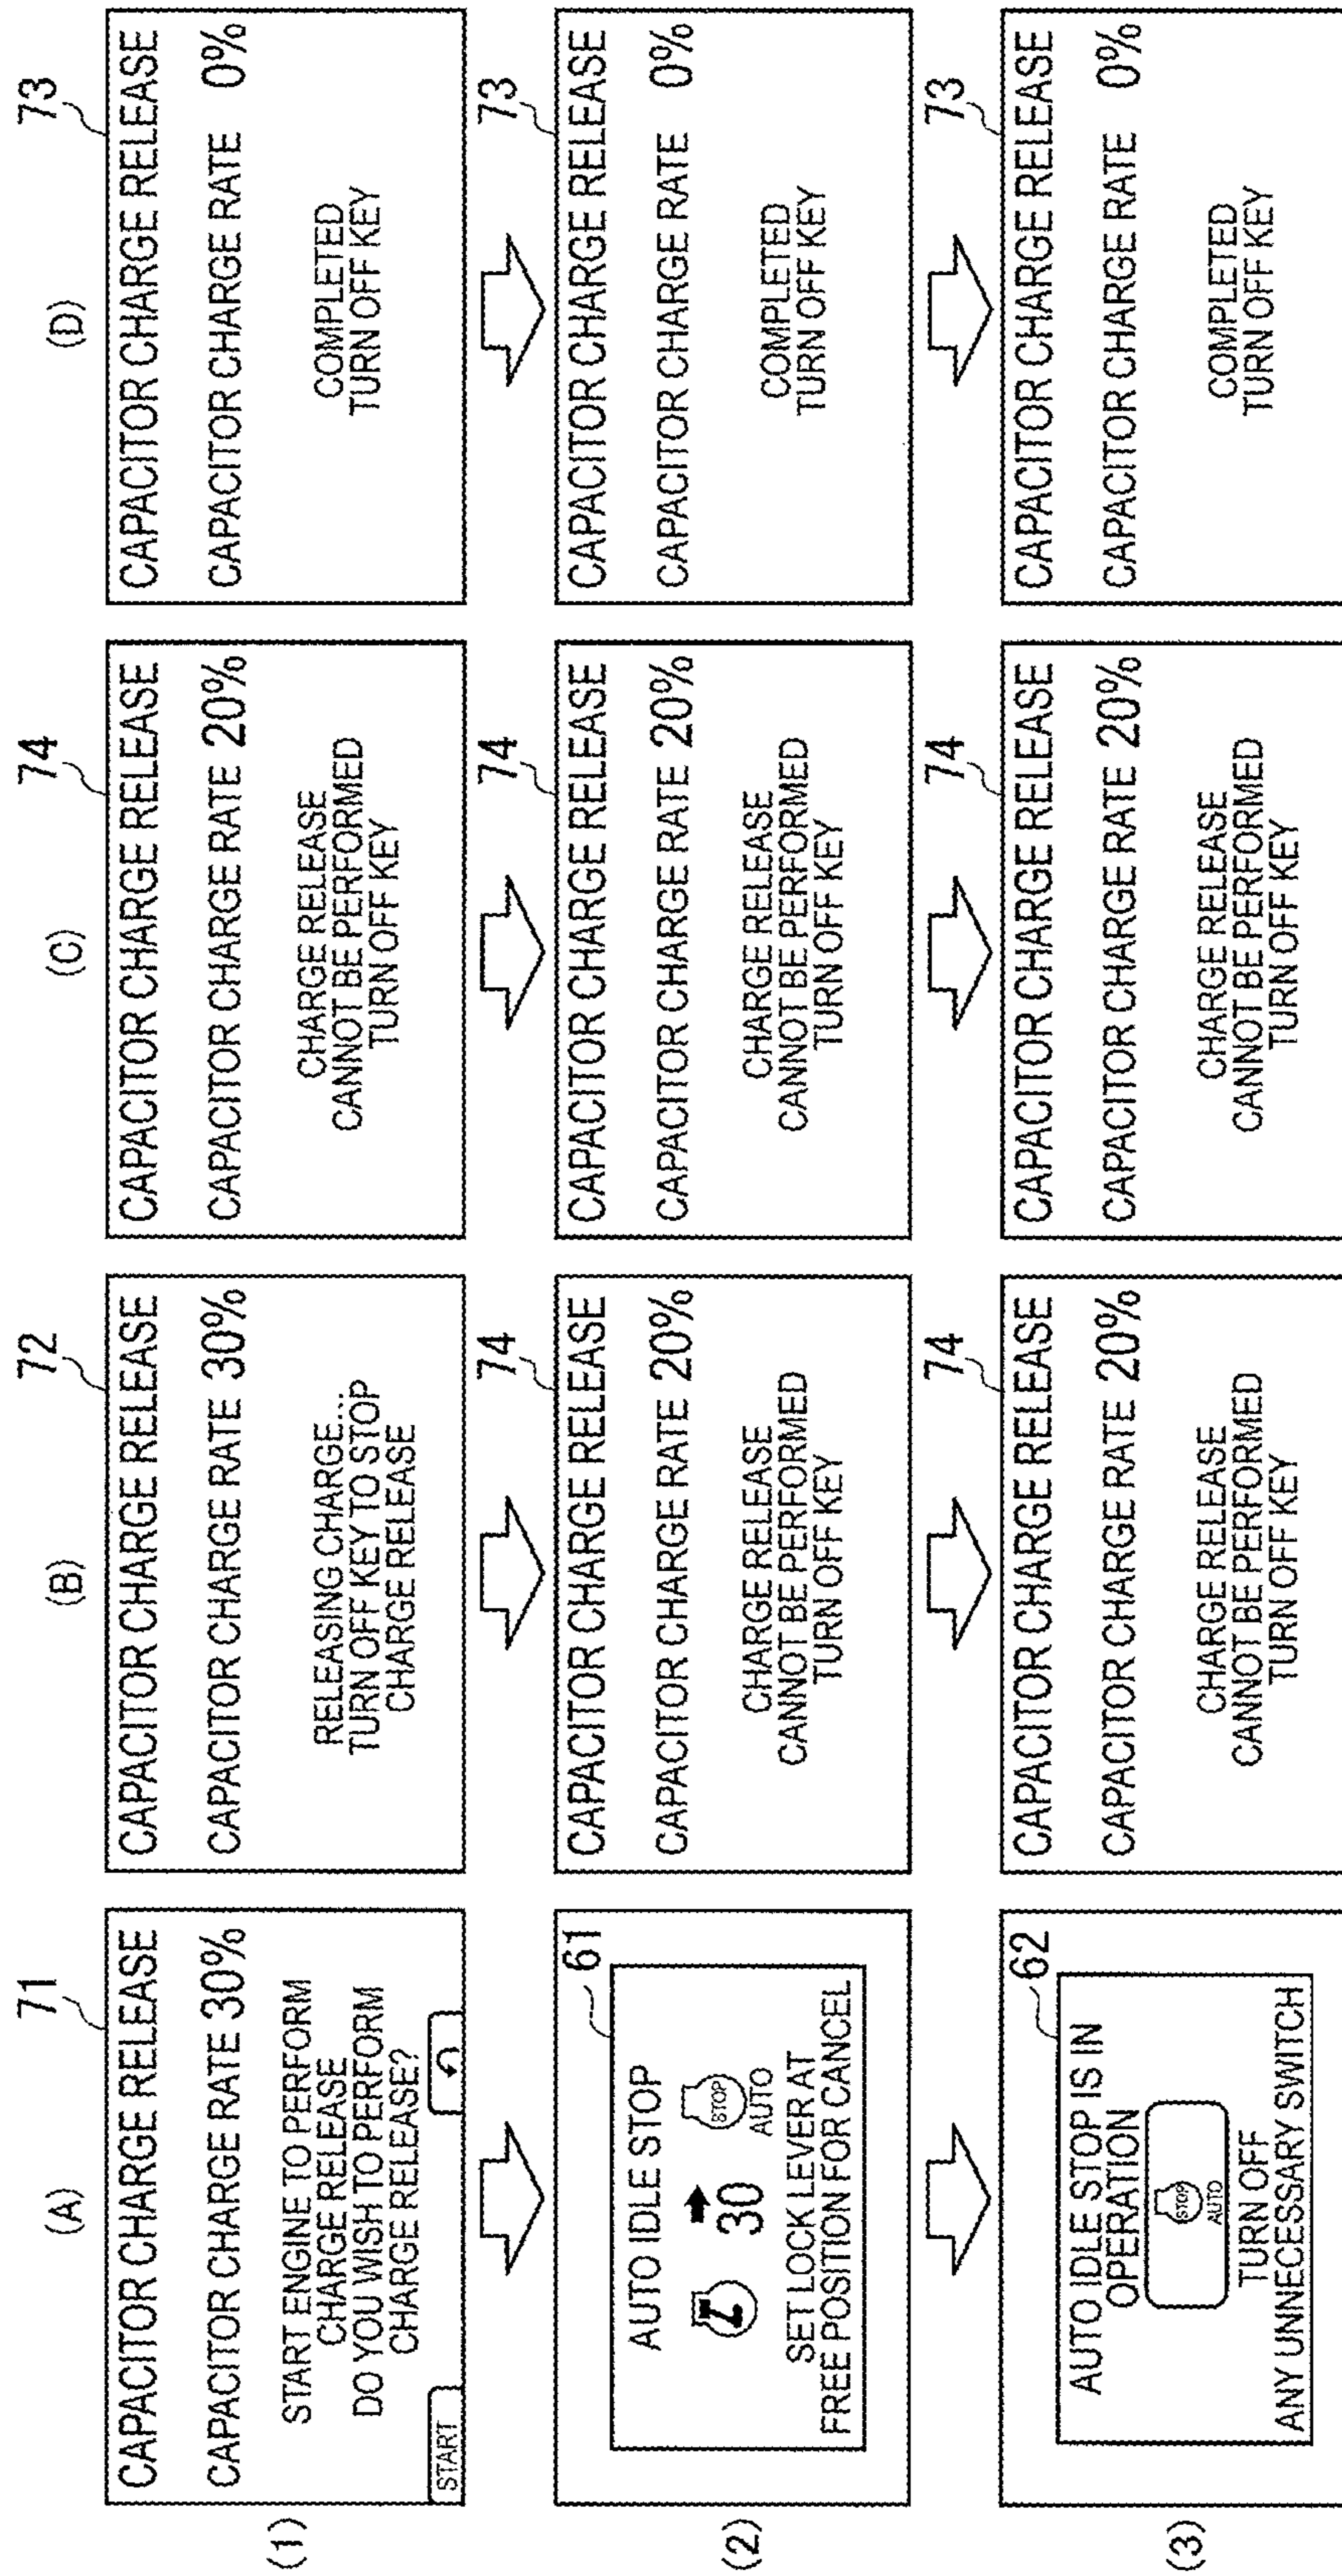 (A)
(B)
(C)
(D)
(1)
71
CAPACITOR CHARGE RELEASE
CAPACITOR CHARGE RATE 30%
START ENGINE TO PERFORM
CHARGE RELEASE
DO YOU WISH TO PERFORM
CHARGE RELEASE?
START
72
CAPACITOR CHARGE RELEASE
CAPACITOR CHARGE RATE 30%
RELEASING CHARGE...
TURN OFF KEY TO STOP
CHARGE RELEASE
74
CAPACITOR CHARGE RELEASE
CAPACITOR CHARGE RATE 20%
CHARGE RELEASE
CANNOT BE PERFORMED
TURN OFF KEY
73
CAPACITOR CHARGE RELEASE
CAPACITOR CHARGE RATE 0%
COMPLETED
TURN OFF KEY
(2)
61
AUTO IDLE STOP
30
STOP
AUTO
SET LOCK LEVER AT
FREE POSITION FOR CANCEL
74
CAPACITOR CHARGE RELEASE
CAPACITOR CHARGE RATE 20%
CHARGE RELEASE
CANNOT BE PERFORMED
TURN OFF KEY
74
CAPACITOR CHARGE RELEASE
CAPACITOR CHARGE RATE 20%
CHARGE RELEASE
CANNOT BE PERFORMED
TURN OFF KEY
73
CAPACITOR CHARGE RELEASE
CAPACITOR CHARGE RATE 0%
COMPLETED
TURN OFF KEY
(3)
62
AUTO IDLE STOP IS IN
OPERATION
STOP
AUTO
TURN OFF
ANY UNNECESSARY SWITCH
74
CAPACITOR CHARGE RELEASE
CAPACITOR CHARGE RATE 20%
CHARGE RELEASE
CANNOT BE PERFORMED
TURN OFF KEY
74
CAPACITOR CHARGE RELEASE
CAPACITOR CHARGE RATE 20%
CHARGE RELEASE
CANNOT BE PERFORMED
TURN OFF KEY
73
CAPACITOR CHARGE RELEASE
CAPACITOR CHARGE RATE 0%
COMPLETED
TURN OFF KEY